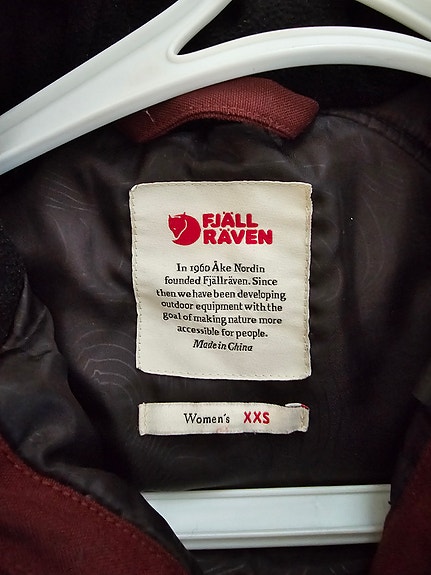 FJÄLL
RÄVEN
In 1960 Åke Nordin
founded Fjällräven. Since
then we have been developing
outdoor equipment with the
goal of making nature more
accessible for people.
Made in China
Women's XXS